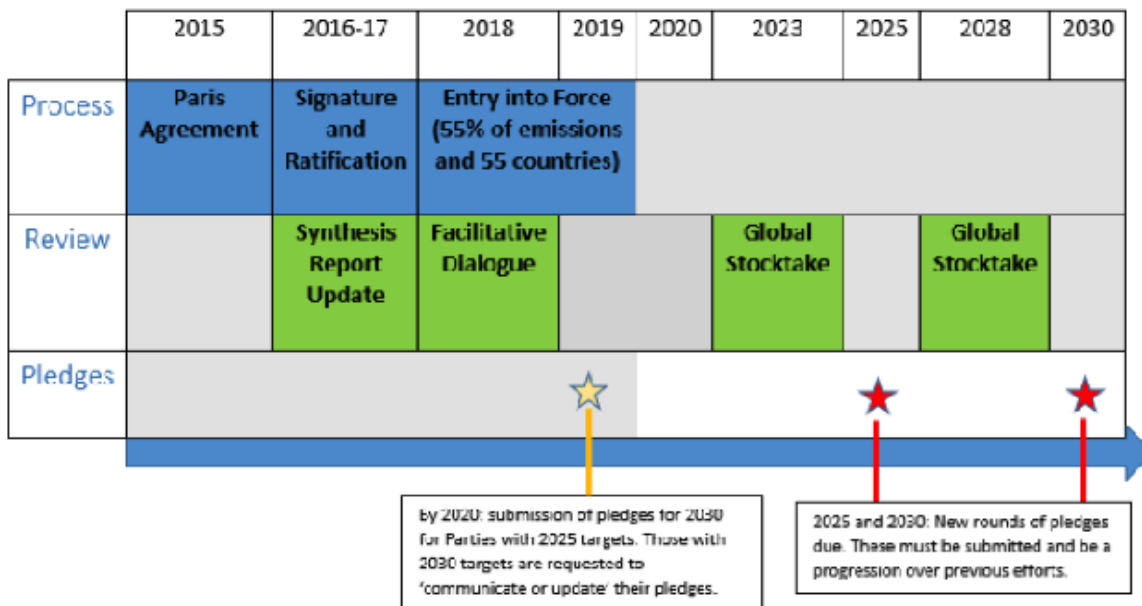 2015 2016-17 2018 2019 2020 2023 2025 2028 2030
Process
Paris
Agreement
Signature
and
Ratification
Entry into Force
(55% of emissions
and 55 countries)
Review
Synthesis
Report
Update
Facilitative
Dialogue
Global
Stocktake
Global
Stocktake
Pledges
By 2020: submission of pledges for 2030
for Parties with 2025 targets. Those with
2030 targets are requested to
'communicate or update' their pledges.
2025 and 2030: New rounds of pledges
due. These must be submitted and be a
progression over previous efforts.